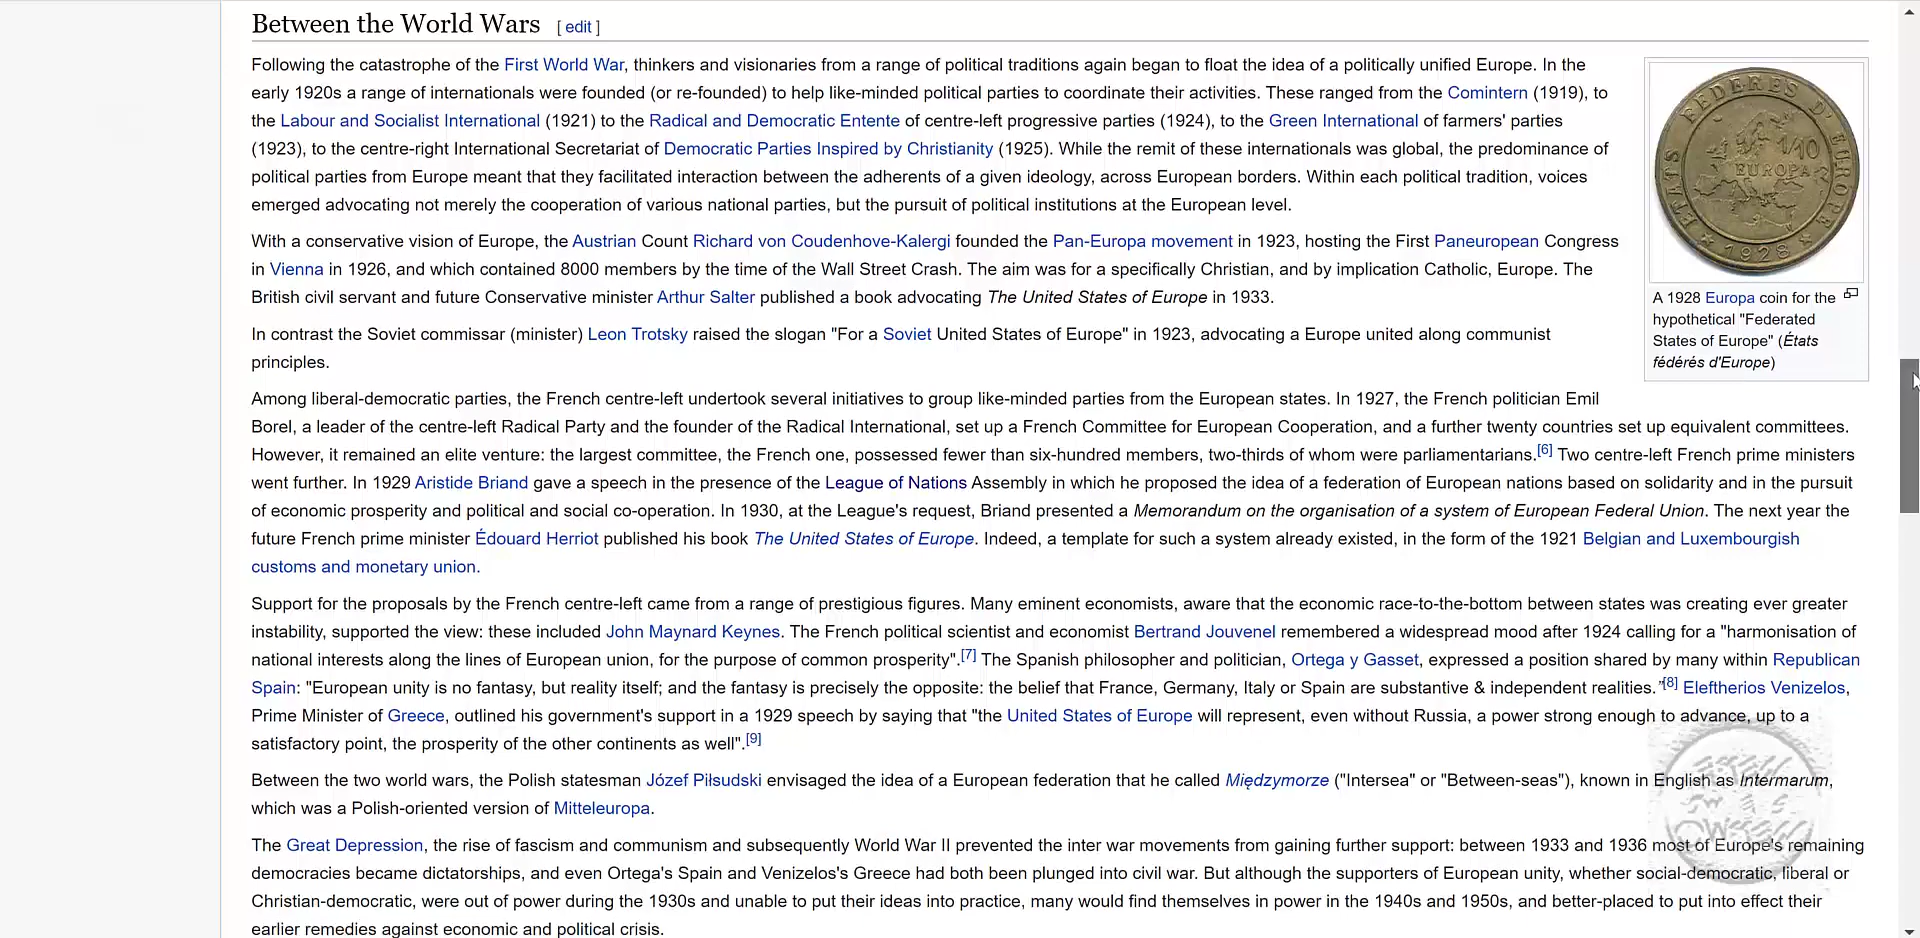 Between the World Wars [ edit ]
Following the catastrophe of the First World War, thinkers and visionaries from a range of political traditions again began to float the idea of a politically unified Europe. In the
early 1920s a range of internationals were founded (or re-founded) to help like-minded political parties to coordinate their activities. These ranged from the Comintern (1919), to
the Labour and Socialist International (1921) to the Radical and Democratic Entente of centre-left progressive parties (1924), to the Green International of farmers' parties
(1923), to the centre-right International Secretariat of Democratic Parties Inspired by Christianity (1925). While the remit of these internationals was global, the predominance of
political parties from Europe meant that they facilitated interaction between the adherents of a given ideology, across European borders. Within each political tradition, voices
emerged advocating not merely the cooperation of various national parties, but the pursuit of political institutions at the European level.
With a conservative vision of Europe, the Austrian Count Richard von Coudenhove-Kalergi founded the Pan-Europa movement in 1923, hosting the First Paneuropean Congress
in Vienna in 1926, and which contained 8000 members by the time of the Wall Street Crash. The aim was for a specifically Christian, and by implication Catholic, Europe. The
British civil servant and future Conservative minister Arthur Salter published a book advocating The United States of Europe in 1933.
In contrast the Soviet commissar (minister) Leon Trotsky raised the slogan "For a Soviet United States of Europe" in 1923, advocating a Europe united along communist
principles.
ETATS FEDERES D'EUROPE
1/10
EUROPA
1928
A 1928 Europa coin for the
hypothetical "Federated
States of Europe" (États
fédérés d'Europe)
Among liberal-democratic parties, the French centre-left undertook several initiatives to group like-minded parties from the European states. In 1927, the French politician Emil
Borel, a leader of the centre-left Radical Party and the founder of the Radical International, set up a French Committee for European Cooperation, and a further twenty countries set up equivalent committees.
However, it remained an elite venture: the largest committee, the French one, possessed fewer than six-hundred members, two-thirds of whom were parliamentarians.[6] Two centre-left French prime ministers
went further. In 1929 Aristide Briand gave a speech in the presence of the League of Nations Assembly in which he proposed the idea of a federation of European nations based on solidarity and in the pursuit
of economic prosperity and political and social co-operation. In 1930, at the League's request, Briand presented a Memorandum on the organisation of a system of European Federal Union. The next year the
future French prime minister Édouard Herriot published his book The United States of Europe. Indeed, a template for such a system already existed, in the form of the 1921 Belgian and Luxembourgish
customs and monetary union.
Support for the proposals by the French centre-left came from a range of prestigious figures. Many eminent economists, aware that the economic race-to-the-bottom between states was creating ever greater
instability, supported the view: these included John Maynard Keynes. The French political scientist and economist Bertrand Jouvenel remembered a widespread mood after 1924 calling for a "harmonisation of
national interests along the lines of European union, for the purpose of common prosperity".[7] The Spanish philosopher and politician, Ortega y Gasset, expressed a position shared by many within Republican
Spain: "European unity is no fantasy, but reality itself; and the fantasy is precisely the opposite: the belief that France, Germany, Italy or Spain are substantive & independent realities."[8] Eleftherios Venizelos,
Prime Minister of Greece, outlined his government's support in a 1929 speech by saying that "the United States of Europe will represent, even without Russia, a power strong enough to advance, up to a
satisfactory point, the prosperity of the other continents as well".[9]
Between the two world wars, the Polish statesman Józef Piłsudski envisaged the idea of a European federation that he called Międzymorze ("Intersea" or "Between-seas"), known in English as Intermarum,
which was a Polish-oriented version of Mitteleuropa.
The Great Depression, the rise of fascism and communism and subsequently World War II prevented the inter war movements from gaining further support: between 1933 and 1936 most of Europe's remaining
democracies became dictatorships, and even Ortega's Spain and Venizelos's Greece had both been plunged into civil war. But although the supporters of European unity, whether social-democratic, liberal or
Christian-democratic, were out of power during the 1930s and unable to put their ideas into practice, many would find themselves in power in the 1940s and 1950s, and better-placed to put into effect their
earlier remedies against economic and political crisis.